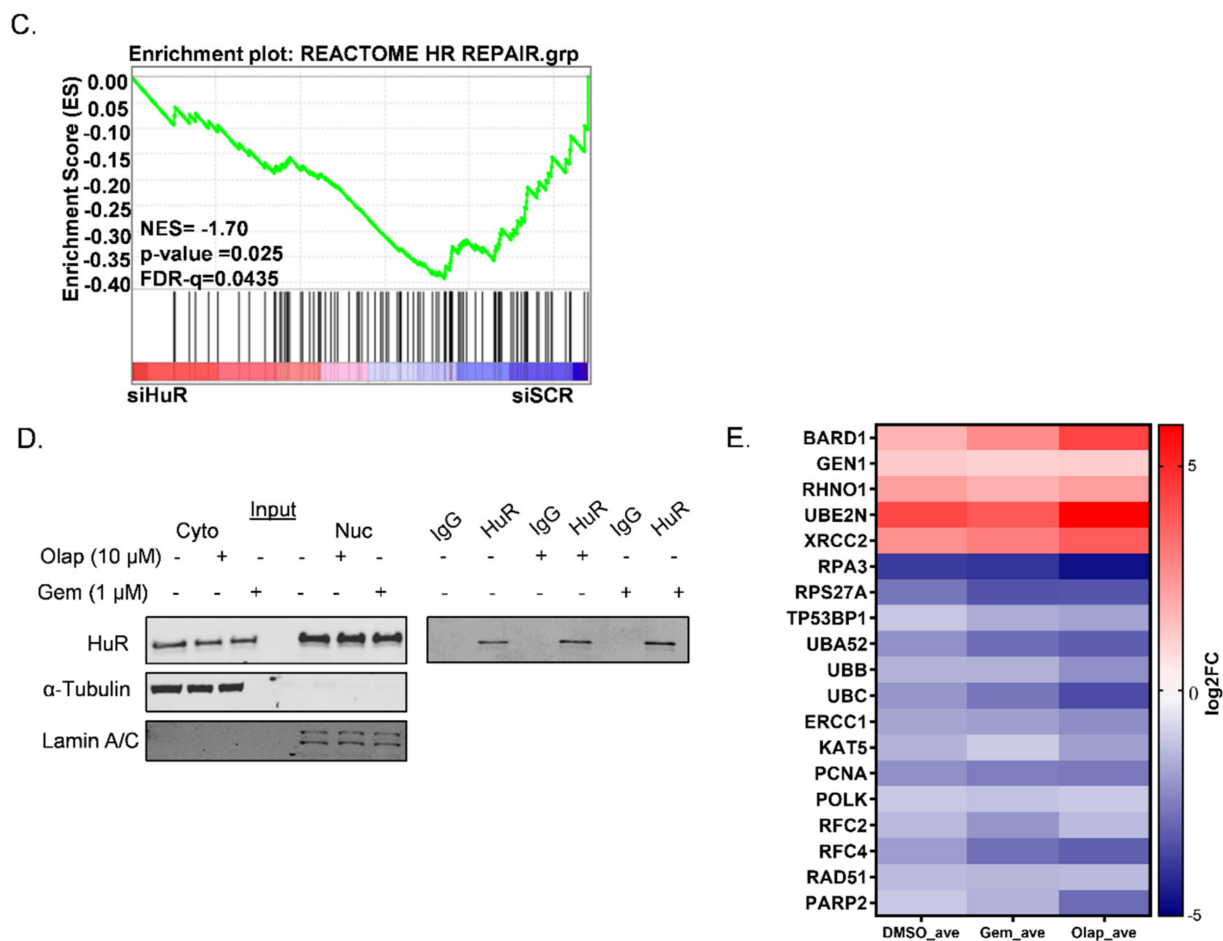 C.
Enrichment plot: REACTOME HR REPAIR.grp
Enrichment Score (ES)
0.00
0.05
-0.10
-0.15
-0.20
-0.25
-0.30
-0.35
-0.40
NES= -1.70
p-value =0.025
FDR-q=0.0435
siHuR siSCR
D.
Input
Cyto Nuc
IgG HuR IgG HuR IgG HuR
Olap (10 µM) - + - - + - - - + + - -
Gem (1 µM) - - + - - + - - - - + +
HuR
α-Tubulin
Lamin A/C
E.
BARD1
GEN1
RHNO1
UBE2N
XRCC2
RPA3
RPS27A
TP53BP1
UBA52
UBB
UBC
ERCC1
KAT5
PCNA
POLK
RFC2
RFC4
RAD51
PARP2
DMSO_ave Gem_ave Olap_ave
5
0
-5
log2FC